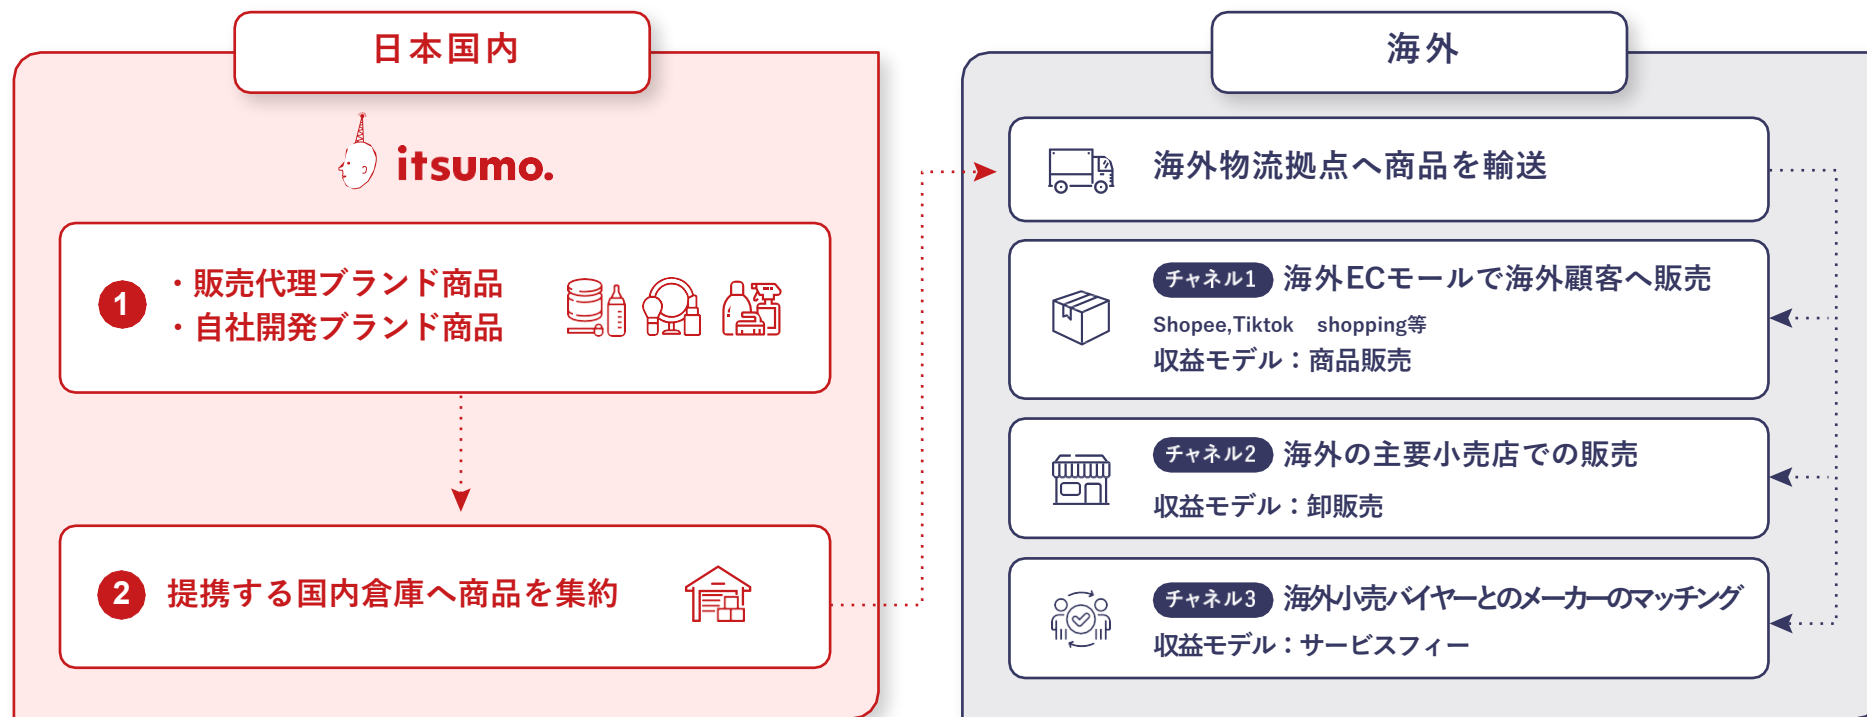 日本国内
itsumo.
1
・販売代理ブランド商品
・自社開発ブランド商品
2 提携する国内倉庫へ商品を集約
海外
海外物流拠点へ商品を輸送
チャネル1 海外ECモールで海外顧客へ販売
Shopee,Tiktok　shopping等
収益モデル：商品販売
チャネル2 海外の主要小売店での販売
収益モデル：卸販売
チャネル3 海外小売バイヤーとのメーカーのマッチング
収益モデル：サービスフィー